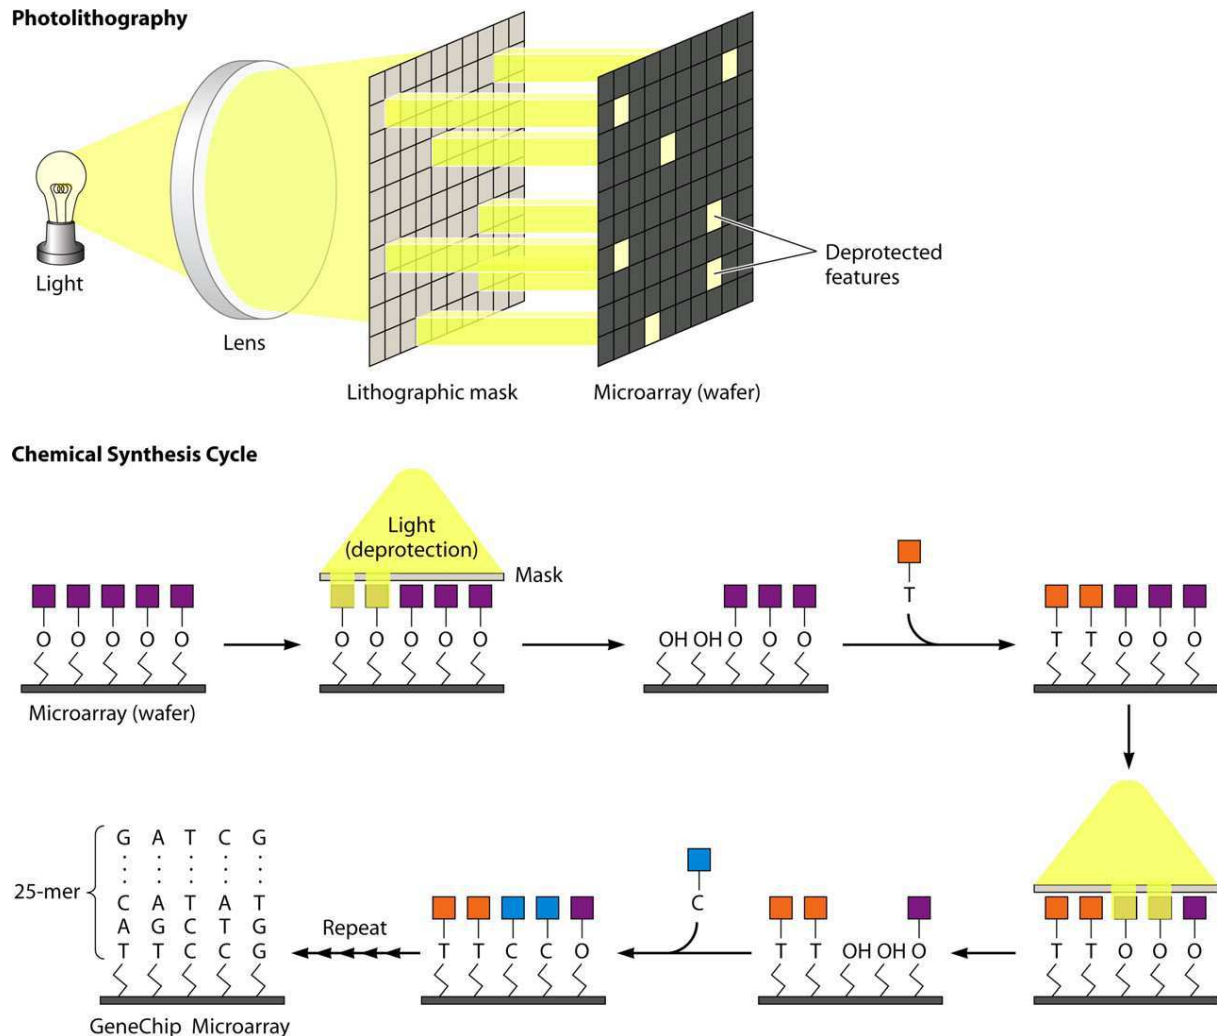 Photolithography
Light
Lens
Lithographic mask
Microarray (wafer)
Deprotected
features
Chemical Synthesis Cycle
Light
(deprotection)
Mask
O O O O O
Microarray (wafer)
O O O O O
OH OH O O O
T
T T O O O
T T O O O
T T OH OH O
C
T T C C O
Repeat
25-mer
G A T C G
C A T A T
A G C T G
T T C C G
GeneChip Microarray